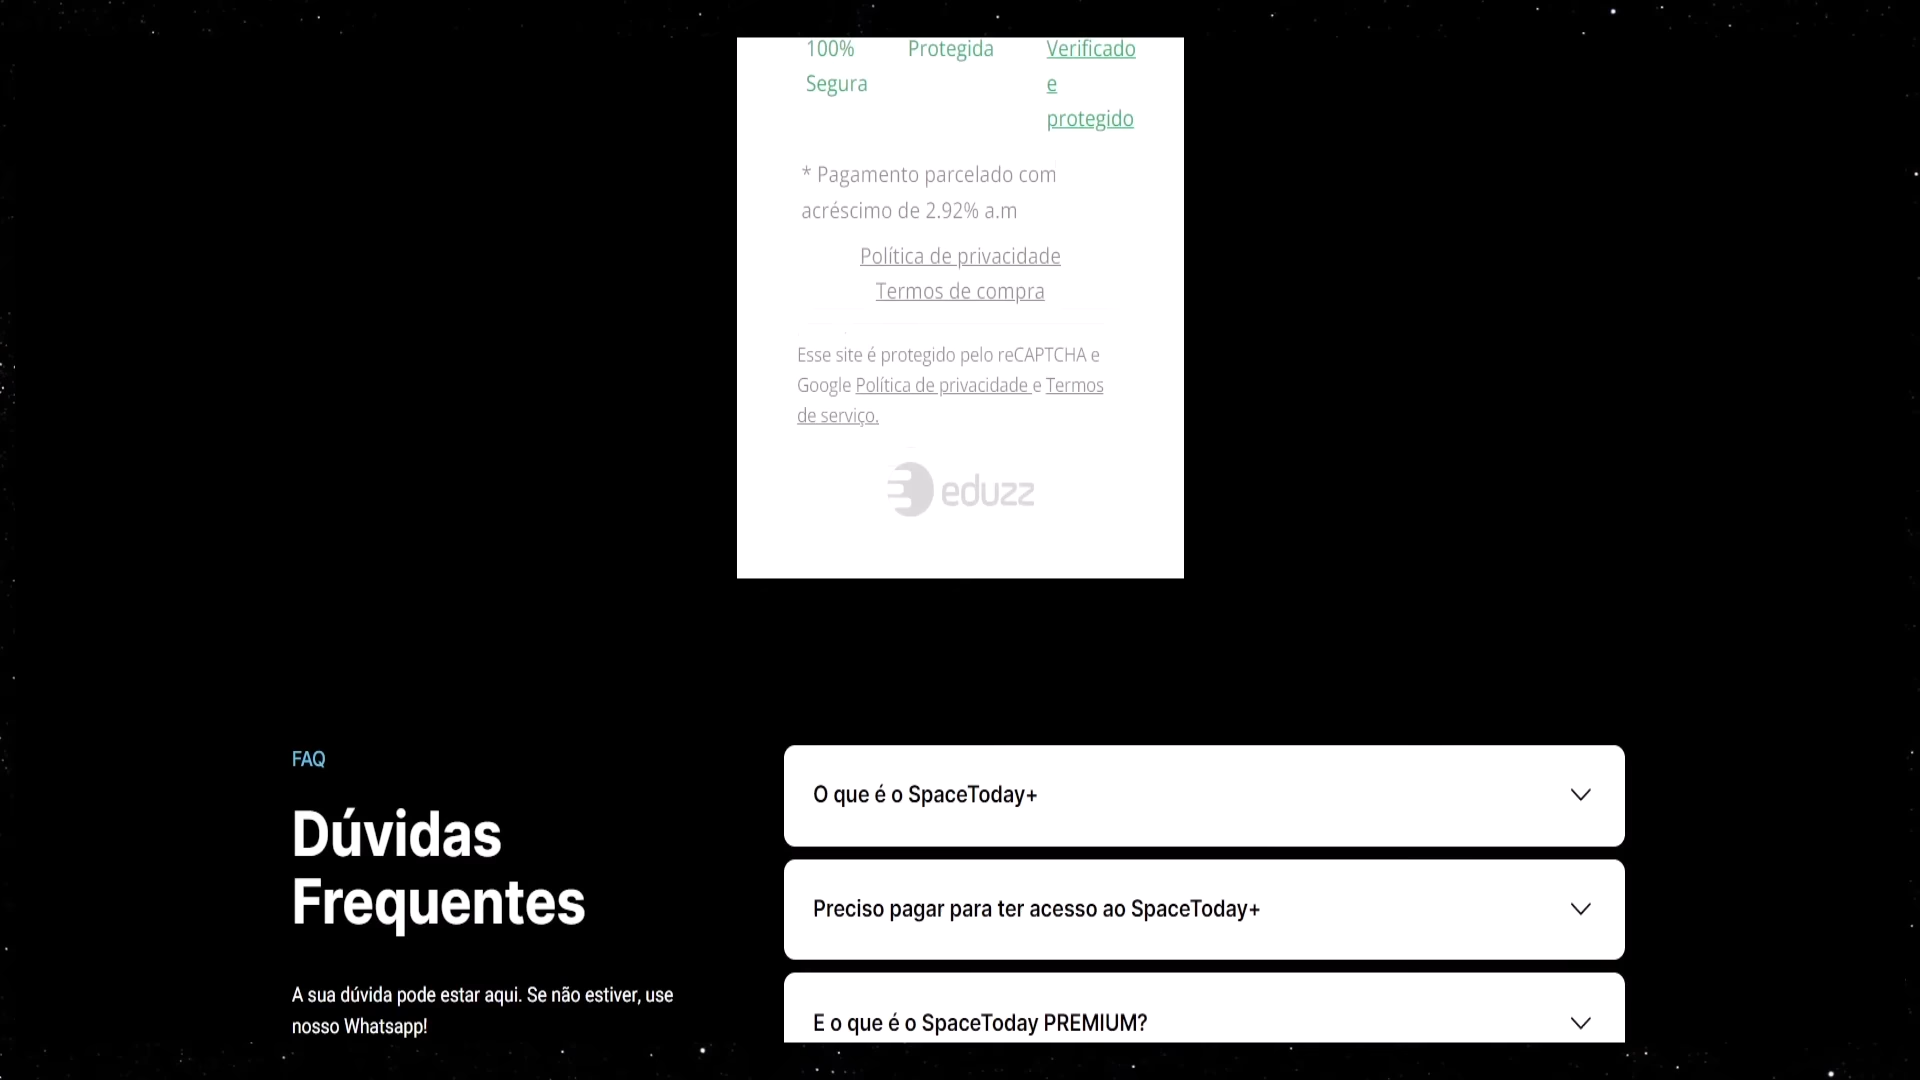 100% Protegida Verificado
Segura e
protegido
* Pagamento parcelado com
acréscimo de 2.92% a.m
Política de privacidade
Termos de compra
Esse site é protegido pelo reCAPTCHA e
Google Política de privacidade e Termos
de serviço.
eduzz
FAQ
Dúvidas
Frequentes
A sua dúvida pode estar aqui. Se não estiver, use
nosso Whatsapp!
O que é o SpaceToday+
Preciso pagar para ter acesso ao SpaceToday+
E o que é o SpaceToday PREMIUM?